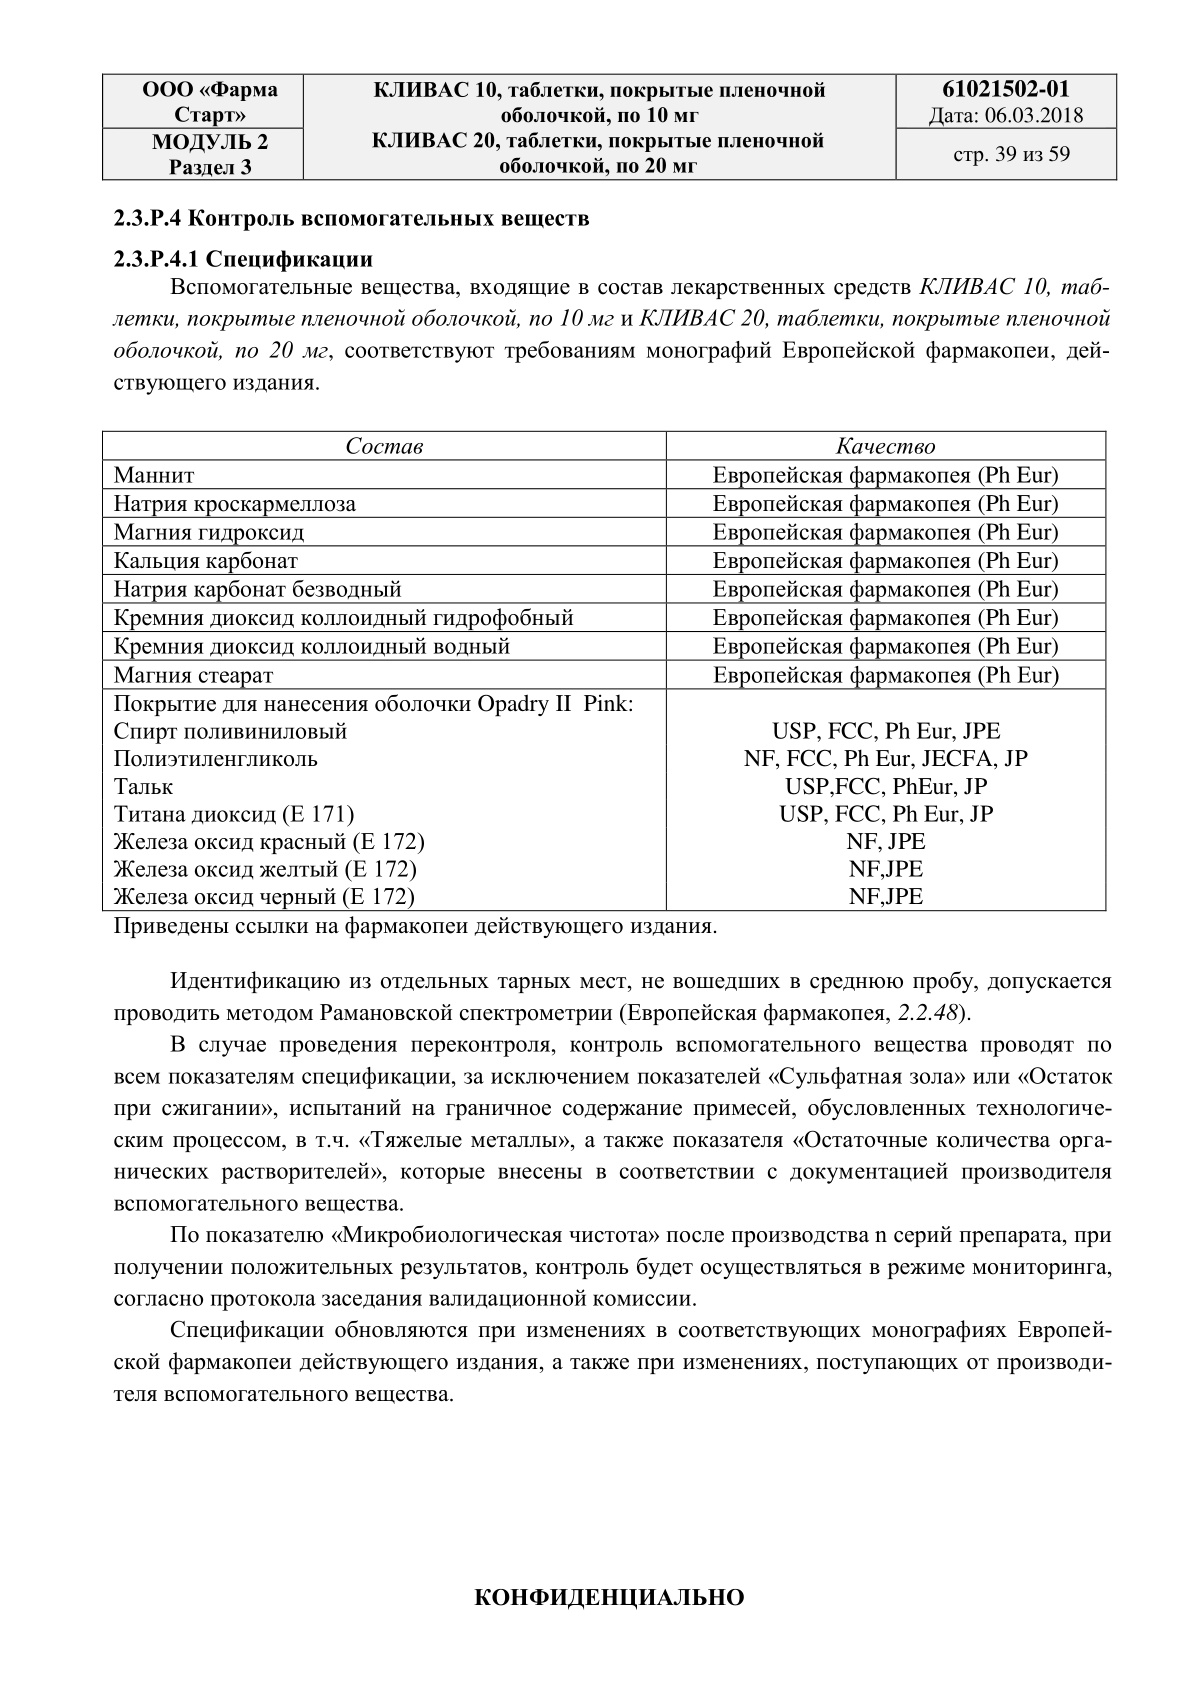 ООО «Фарма
Старт»
МОДУЛЬ 2
Раздел 3
КЛИВАС 10, таблетки, покрытые пленочной
оболочкой, по 10 мг
КЛИВАС 20, таблетки, покрытые пленочной
оболочкой, по 20 мг
61021502-01
Дата: 06.03.2018
стр. 39 из 59
2.3.P.4 Контроль вспомогательных веществ
2.3.P.4.1 Спецификации
Вспомогательные вещества, входящие в состав лекарственных средств КЛИВАС 10, таб-
летки, покрытые пленочной оболочкой, по 10 мг и КЛИВАС 20, таблетки, покрытые пленочной
оболочкой, по 20 мг, соответствуют требованиям монографий Европейской фармакопеи, дей-
ствующего издания.
Состав Качество
Маннит Европейская фармакопея (Ph Eur)
Натрия кроскармеллоза Европейская фармакопея (Ph Eur)
Магния гидроксид Европейская фармакопея (Ph Eur)
Кальция карбонат Европейская фармакопея (Ph Eur)
Натрия карбонат безводный Европейская фармакопея (Ph Eur)
Кремния диоксид коллоидный гидрофобный Европейская фармакопея (Ph Eur)
Кремния диоксид коллоидный водный Европейская фармакопея (Ph Eur)
Магния стеарат Европейская фармакопея (Ph Eur)
Покрытие для нанесения оболочки Opadry II Pink:
Спирт поливиниловый USP, FCC, Ph Eur, JPE
Полиэтиленгликоль NF, FCC, Ph Eur, JECFA, JP
Тальк USP,FCC, PhEur, JP
Титана диоксид (Е 171) USP, FCC, Ph Eur, JP
Железа оксид красный (Е 172) NF, JPE
Железа оксид желтый (Е 172) NF,JPE
Железа оксид черный (Е 172) NF,JPE
Приведены ссылки на фармакопеи действующего издания.
Идентификацию из отдельных тарных мест, не вошедших в среднюю пробу, допускается
проводить методом Рамановской спектрометрии (Европейская фармакопея, 2.2.48).
В случае проведения переконтроля, контроль вспомогательного вещества проводят по
всем показателям спецификации, за исключением показателей «Сульфатная зола» или «Остаток
при сжигании», испытаний на граничное содержание примесей, обусловленных технологиче-
ским процессом, в т.ч. «Тяжелые металлы», а также показателя «Остаточные количества орга-
нических растворителей», которые внесены в соответствии с документацией производителя
вспомогательного вещества.
По показателю «Микробиологическая чистота» после производства n серий препарата, при
получении положительных результатов, контроль будет осуществляться в режиме мониторинга,
согласно протокола заседания валидационной комиссии.
Спецификации обновляются при изменениях в соответствующих монографиях Европей-
ской фармакопеи действующего издания, а также при изменениях, поступающих от производи-
теля вспомогательного вещества.
КОНФИДЕНЦИАЛЬНО